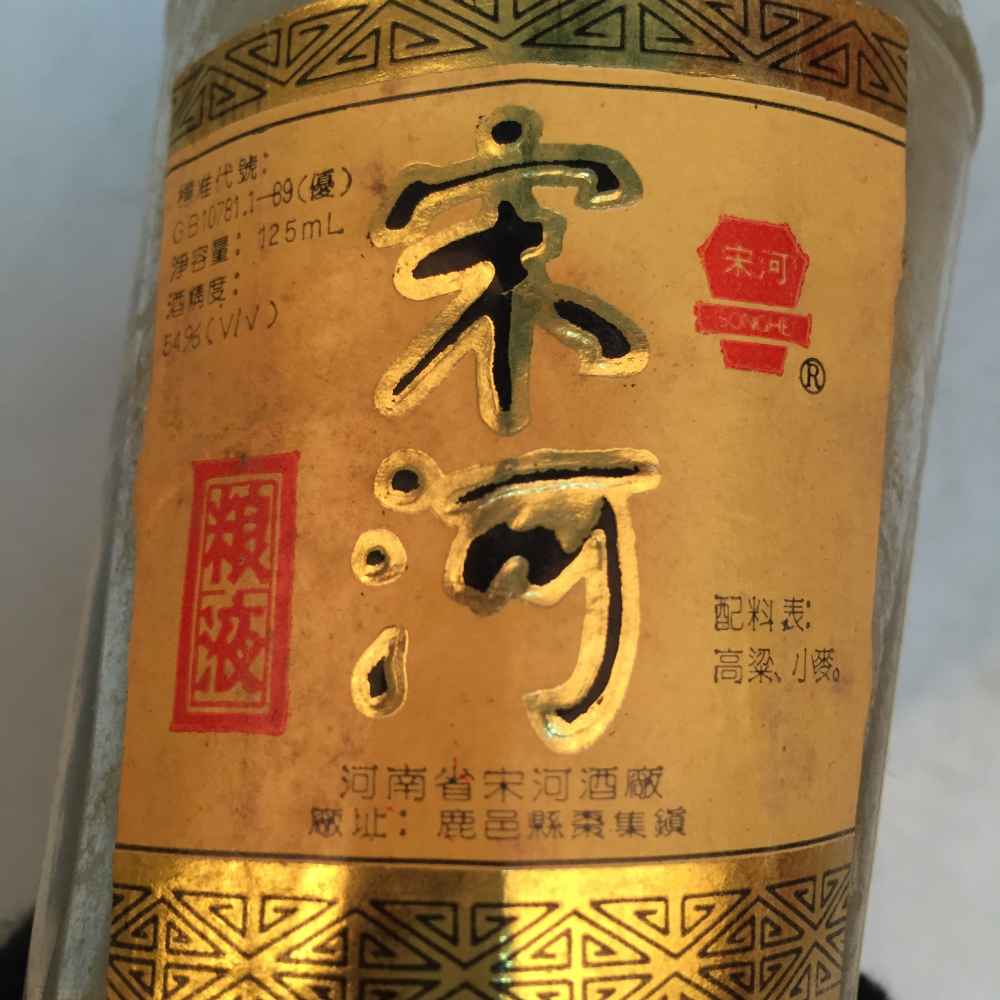 標准代號:
GB10781.1-89(優)
淨容量: 125mL
酒精度:
54%(V/V)
宋河
宋河
SONGHE
®
粮液
配料表:
高粱、小麥。
河南省宋河酒廠
廠址: 鹿邑縣棗集鎮